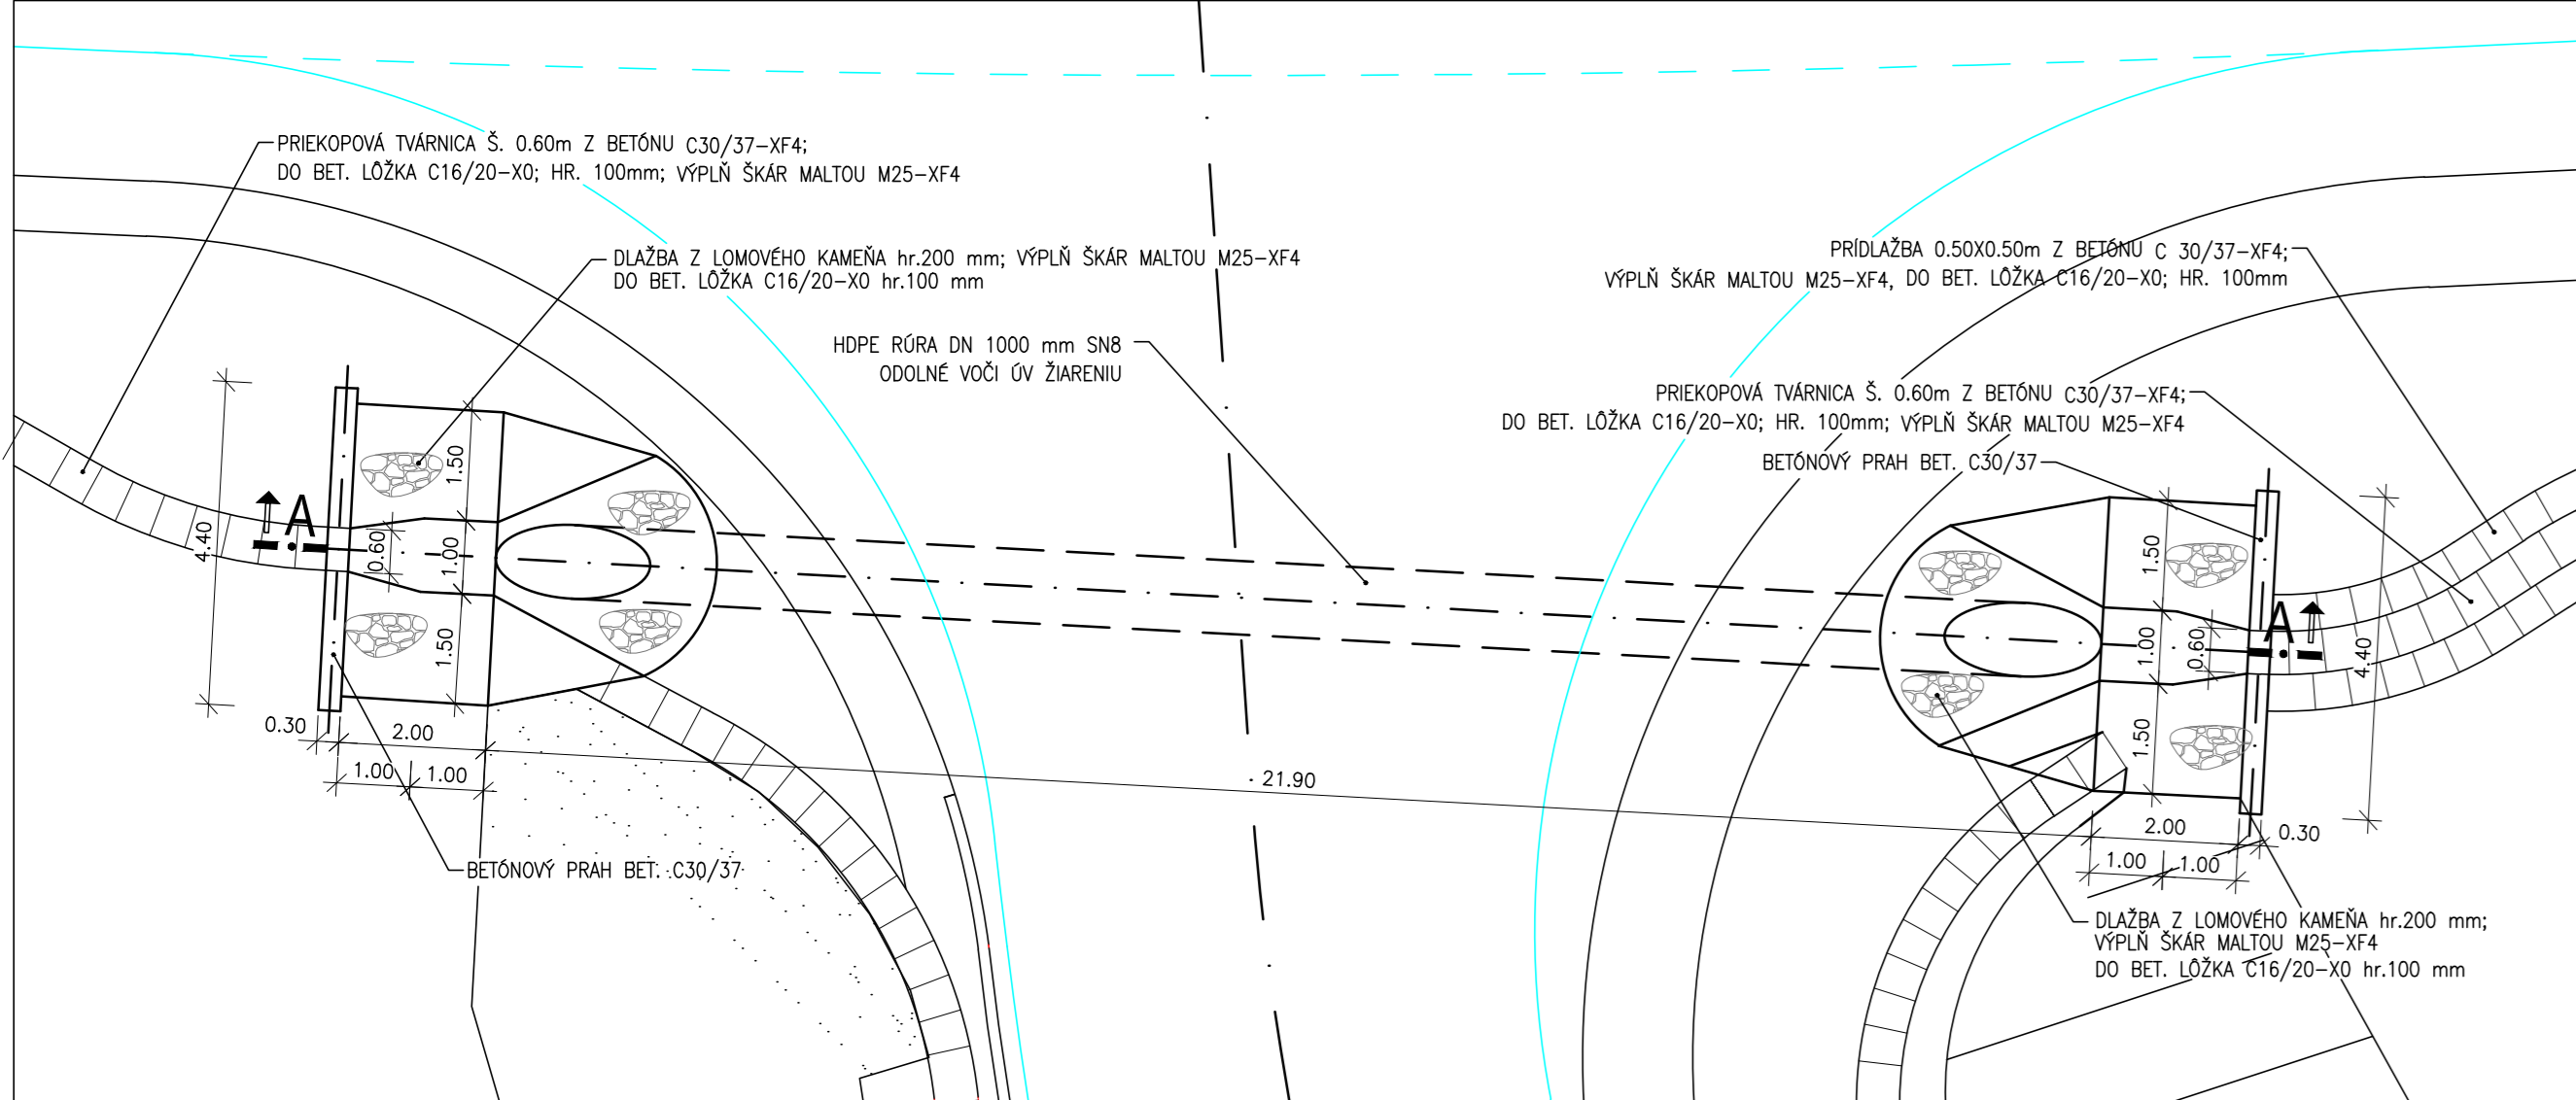 PRIEKOPOVÁ TVÁRNICA Š. 0.60m Z BETÓNU C30/37-XF4;
DO BET. LÔŽKA C16/20-X0; HR. 100mm; VÝPLŇ ŠKÁR MALTOU M25-XF4
DLAŽBA Z LOMOVÉHO KAMEŇA hr.200 mm; VÝPLŇ ŠKÁR MALTOU M25-XF4
DO BET. LÔŽKA C16/20-X0 hr.100 mm
HDPE RÚRA DN 1000 mm SN8
ODOLNÉ VOČI ÚV ŽIARENIU
PRÍDLAŽBA 0.50X0.50m Z BETÓNU C 30/37-XF4;
VÝPLŇ ŠKÁR MALTOU M25-XF4, DO BET. LÔŽKA C16/20-X0; HR. 100mm
PRIEKOPOVÁ TVÁRNICA Š. 0.60m Z BETÓNU C30/37-XF4;
DO BET. LÔŽKA C16/20-X0; HR. 100mm; VÝPLŇ ŠKÁR MALTOU M25-XF4
BETÓNOVÝ PRAH BET. C30/37
4.40
A
0.60
1.50
1.00
1.50
0.30
2.00
1.00
1.00
BETÓNOVÝ PRAH BET. C30/37
21.90
1.50
1.00
0.60
1.50
A
4.40
2.00
0.30
1.00
1.00
DLAŽBA Z LOMOVÉHO KAMEŇA hr.200 mm;
VÝPLŇ ŠKÁR MALTOU M25-XF4
DO BET. LÔŽKA C16/20-X0 hr.100 mm